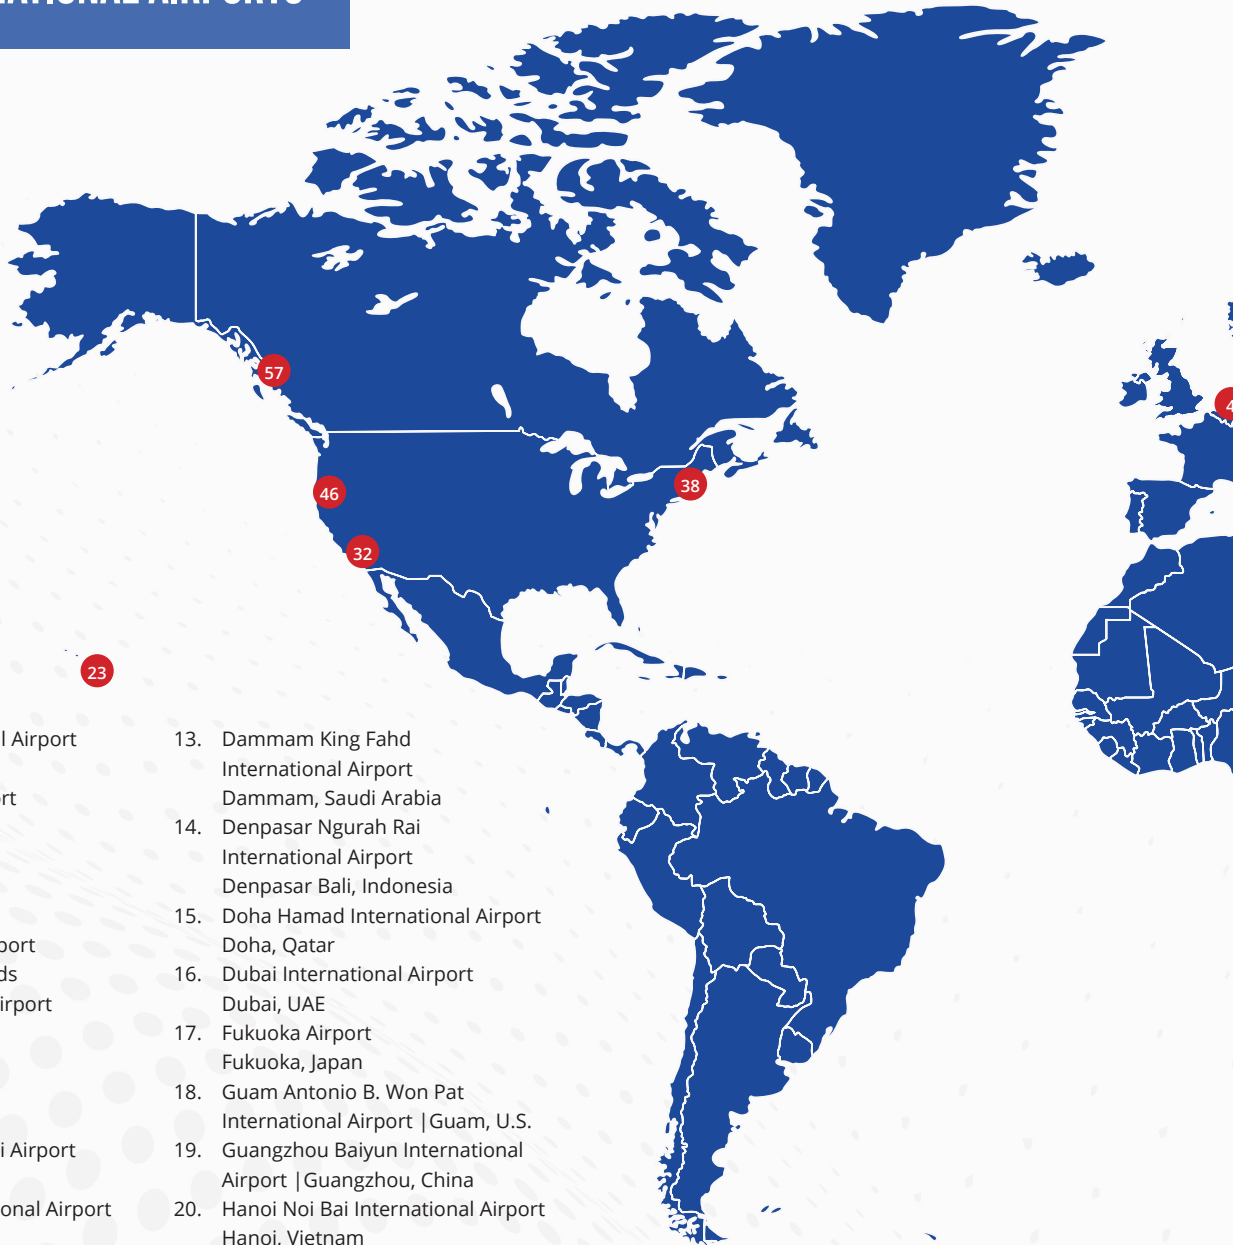 57
4
46
38
32
23
l Airport
ort
port
ds
irport
i Airport
onal Airport
13. Dammam King Fahd
International Airport
Dammam, Saudi Arabia
14. Denpasar Ngurah Rai
International Airport
Denpasar Bali, Indonesia
15. Doha Hamad International Airport
Doha, Qatar
16. Dubai International Airport
Dubai, UAE
17. Fukuoka Airport
Fukuoka, Japan
18. Guam Antonio B. Won Pat
International Airport |Guam, U.S.
19. Guangzhou Baiyun International
Airport |Guangzhou, China
20. Hanoi Noi Bai International Airport
Hanoi, Vietnam